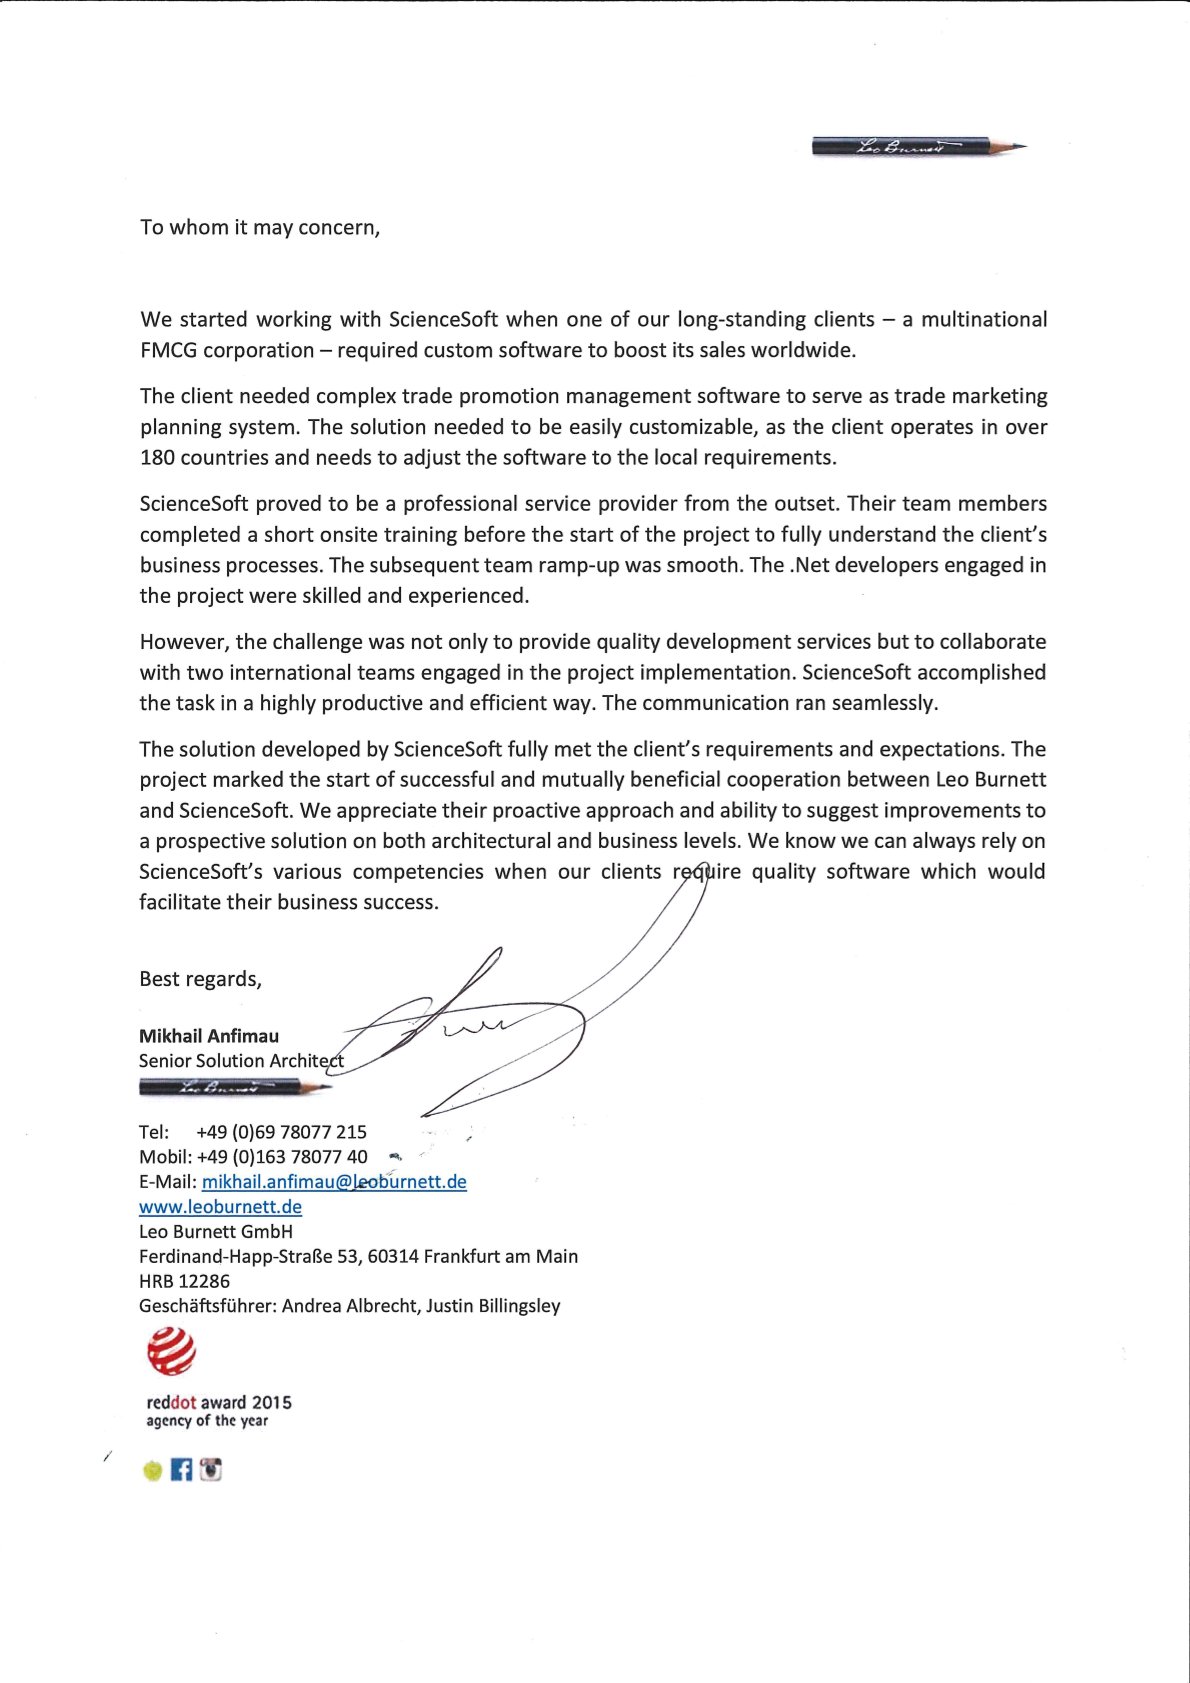 Leo Burnett
To whom it may concern,
We started working with ScienceSoft when one of our long-standing clients – a multinational
FMCG corporation – required custom software to boost its sales worldwide.
The client needed complex trade promotion management software to serve as trade marketing
planning system. The solution needed to be easily customizable, as the client operates in over
180 countries and needs to adjust the software to the local requirements.
ScienceSoft proved to be a professional service provider from the outset. Their team members
completed a short onsite training before the start of the project to fully understand the client’s
business processes. The subsequent team ramp-up was smooth. The .Net developers engaged in
the project were skilled and experienced.
However, the challenge was not only to provide quality development services but to collaborate
with two international teams engaged in the project implementation. ScienceSoft accomplished
the task in a highly productive and efficient way. The communication ran seamlessly.
The solution developed by ScienceSoft fully met the client’s requirements and expectations. The
project marked the start of successful and mutually beneficial cooperation between Leo Burnett
and ScienceSoft. We appreciate their proactive approach and ability to suggest improvements to
a prospective solution on both architectural and business levels. We know we can always rely on
ScienceSoft’s various competencies when our clients require quality software which would
facilitate their business success.
Best regards,
Mikhail Anfimau
Senior Solution Architect
Leo Burnett
Tel: +49 (0)69 78077 215
Mobil: +49 (0)163 78077 40
E-Mail: mikhail.anfimau@leoburnett.de
www.leoburnett.de
Leo Burnett GmbH
Ferdinand-Happ-Straße 53, 60314 Frankfurt am Main
HRB 12286
Geschäftsführer: Andrea Albrecht, Justin Billingsley
reddot award 2015
agency of the year